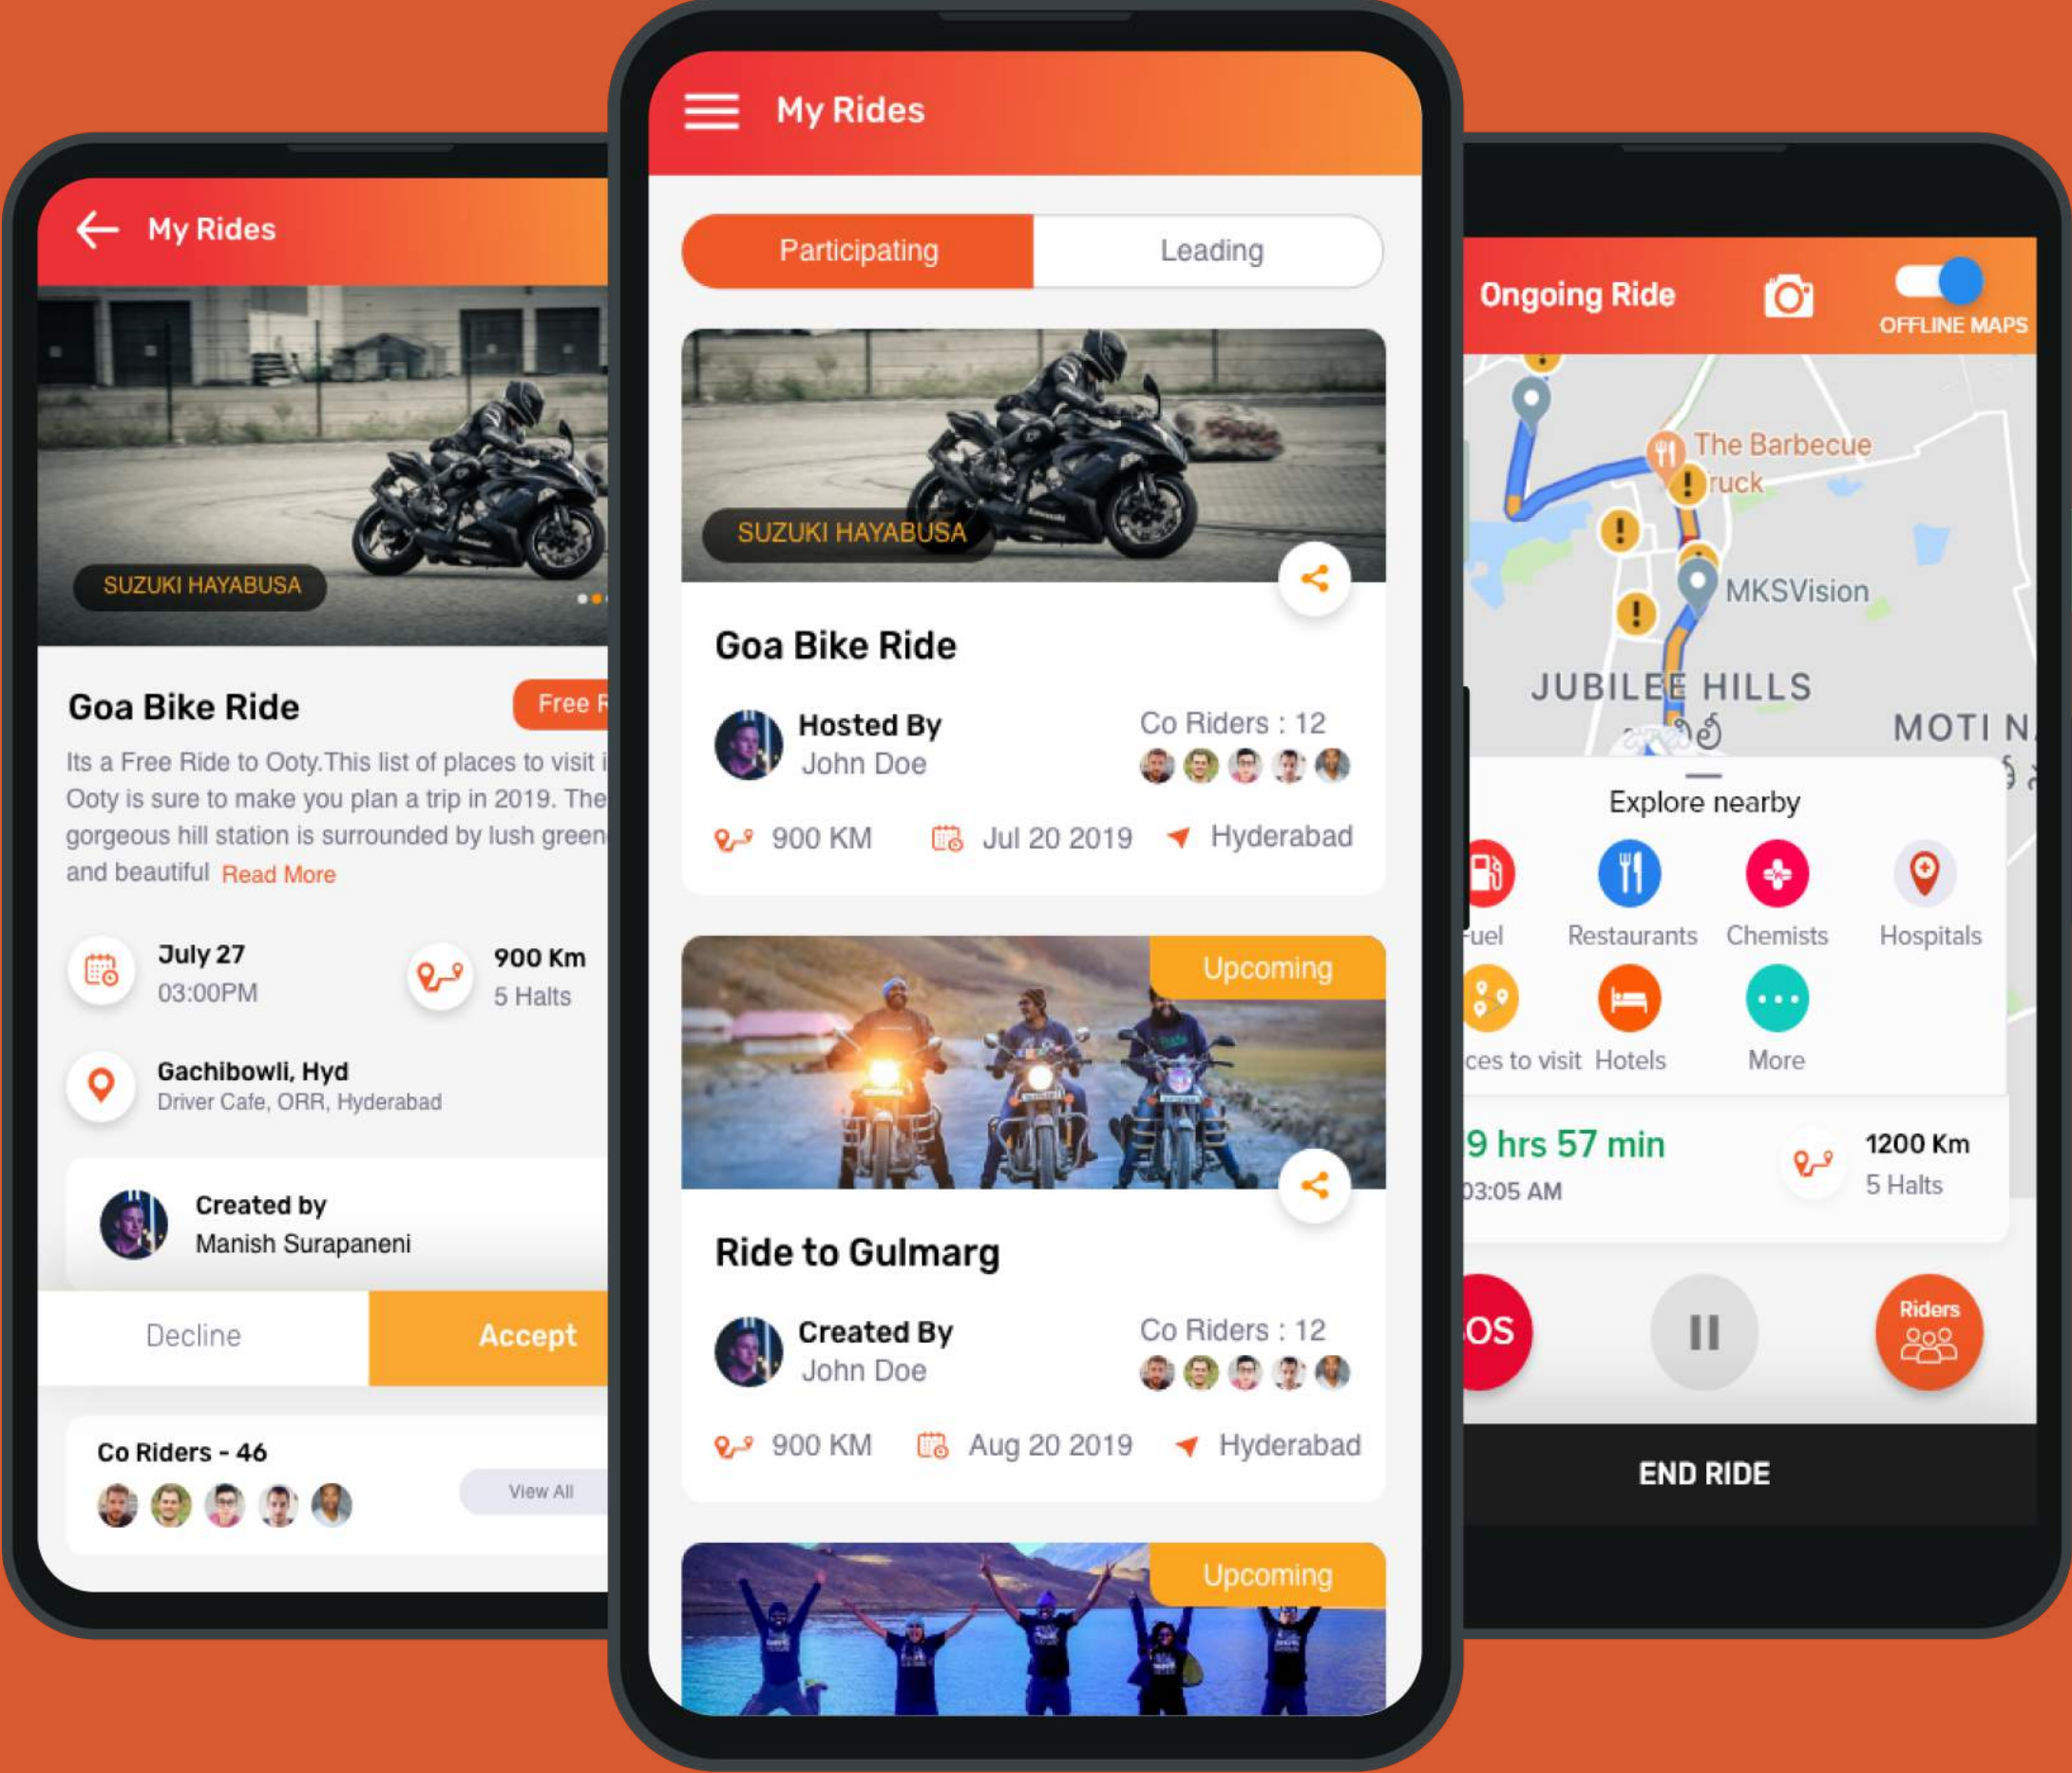 My Rides
SUZUKI HAYABUSA
Goa Bike Ride
Free
Its a Free Ride to Ooty.This list of places to visit
Ooty is sure to make you plan a trip in 2019. The
gorgeous hill station is surrounded by lush green
and beautiful Read More
July 27
03:00PM
900 Km
5 Halts
Gachibowli, Hyd
Driver Cafe, ORR, Hyderabad
Created by
Manish Surapaneni
Decline
Accept
Co Riders - 46
View All
My Rides
Participating
Leading
SUZUKI HAYABUSA
Goa Bike Ride
Hosted By
John Doe
Co Riders : 12
900 KM
Jul 20 2019
Hyderabad
Upcoming
Ride to Gulmarg
Created By
John Doe
Co Riders : 12
900 KM
Aug 20 2019
Hyderabad
Upcoming
Ongoing Ride
OFFLINE MAPS
The Barbecue
ruck
MKSVision
JUBILEE HILLS
MOTI N
Explore nearby
uel
Restaurants
Chemists
Hospitals
ces to visit
Hotels
More
9 hrs 57 min
03:05 AM
1200 Km
5 Halts
OS
Riders
END RIDE